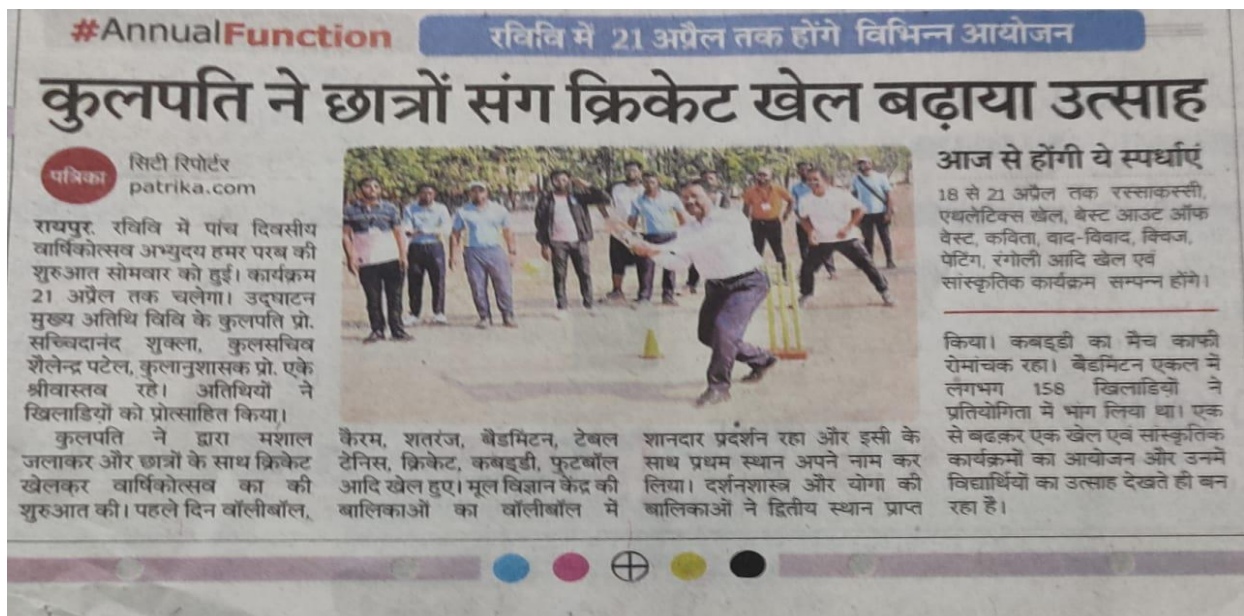 #AnnualFunction
रविवि में 21 अप्रैल तक होंगे विभिन्न आयोजन
कुलपति ने छात्रों संग क्रिकेट खेल बढ़ाया उत्साह
पत्रिका
सिटी रिपोर्टर
patrika.com
रायपुर. रविवि में पांच दिवसीय
वार्षिकोत्सव अभ्युदय हमर परब की
शुरुआत सोमवार को हुई। कार्यक्रम
21 अप्रैल तक चलेगा। उद्घाटन
मुख्य अतिथि विवि के कुलपति प्रो.
सच्चिदानंद शुक्ला, कुलसचिव
शैलेन्द्र पटेल, कुलानुशासक प्रो. एके
श्रीवास्तव रहे। अतिथियों ने
खिलाडियों को प्रोत्साहित किया।
कुलपति ने द्वारा मशाल
जलाकर और छात्रों के साथ क्रिकेट
खेलकर वार्षिकोत्सव का की
शुरुआत की। पहले दिन वॉलीबॉल,
कैरम, शतरंज, बैडमिंटन, टेबल
टेनिस, क्रिकेट, कबड्डी, फुटबॉल
आदि खेल हुए। मूल विज्ञान केंद्र की
बालिकाओं का वॉलीबॉल में
शानदार प्रदर्शन रहा और इसी के
साथ प्रथम स्थान अपने नाम कर
लिया। दर्शनशास्त्र और योगा की
बालिकाओं ने द्वितीय स्थान प्राप्त
किया। कबड्डी का मैच काफी
रोमांचक रहा। बैडमिंटन एकल में
लगभग 158 खिलाडियों ने
प्रतियोगिता में भाग लिया था। एक
से बढक़र एक खेल एवं सांस्कृतिक
कार्यक्रमों का आयोजन और उनमें
विद्यार्थियों का उत्साह देखते ही बन
रहा है।
आज से होंगी ये स्पर्धाएं
18 से 21 अप्रैल तक रस्साकस्सी,
एथलेटिक्स खेल, बेस्ट आउट ऑफ
वेस्ट, कविता, वाद-विवाद, क्विज,
पेटिंग, रंगोली आदि खेल एवं
सांस्कृतिक कार्यक्रम सम्पन्न होंगे।